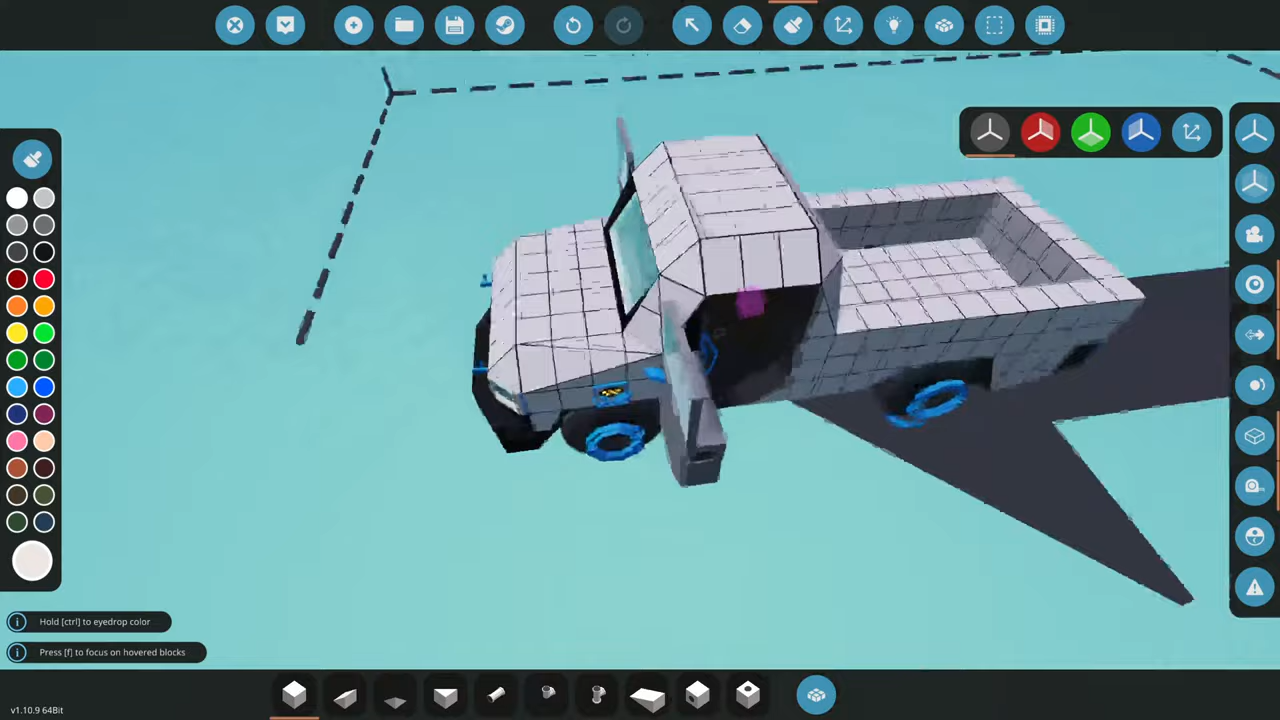 Hold [ctrl] to eyedrop color
Press [f] to focus on hovered blocks
v1.10.9 64Bit